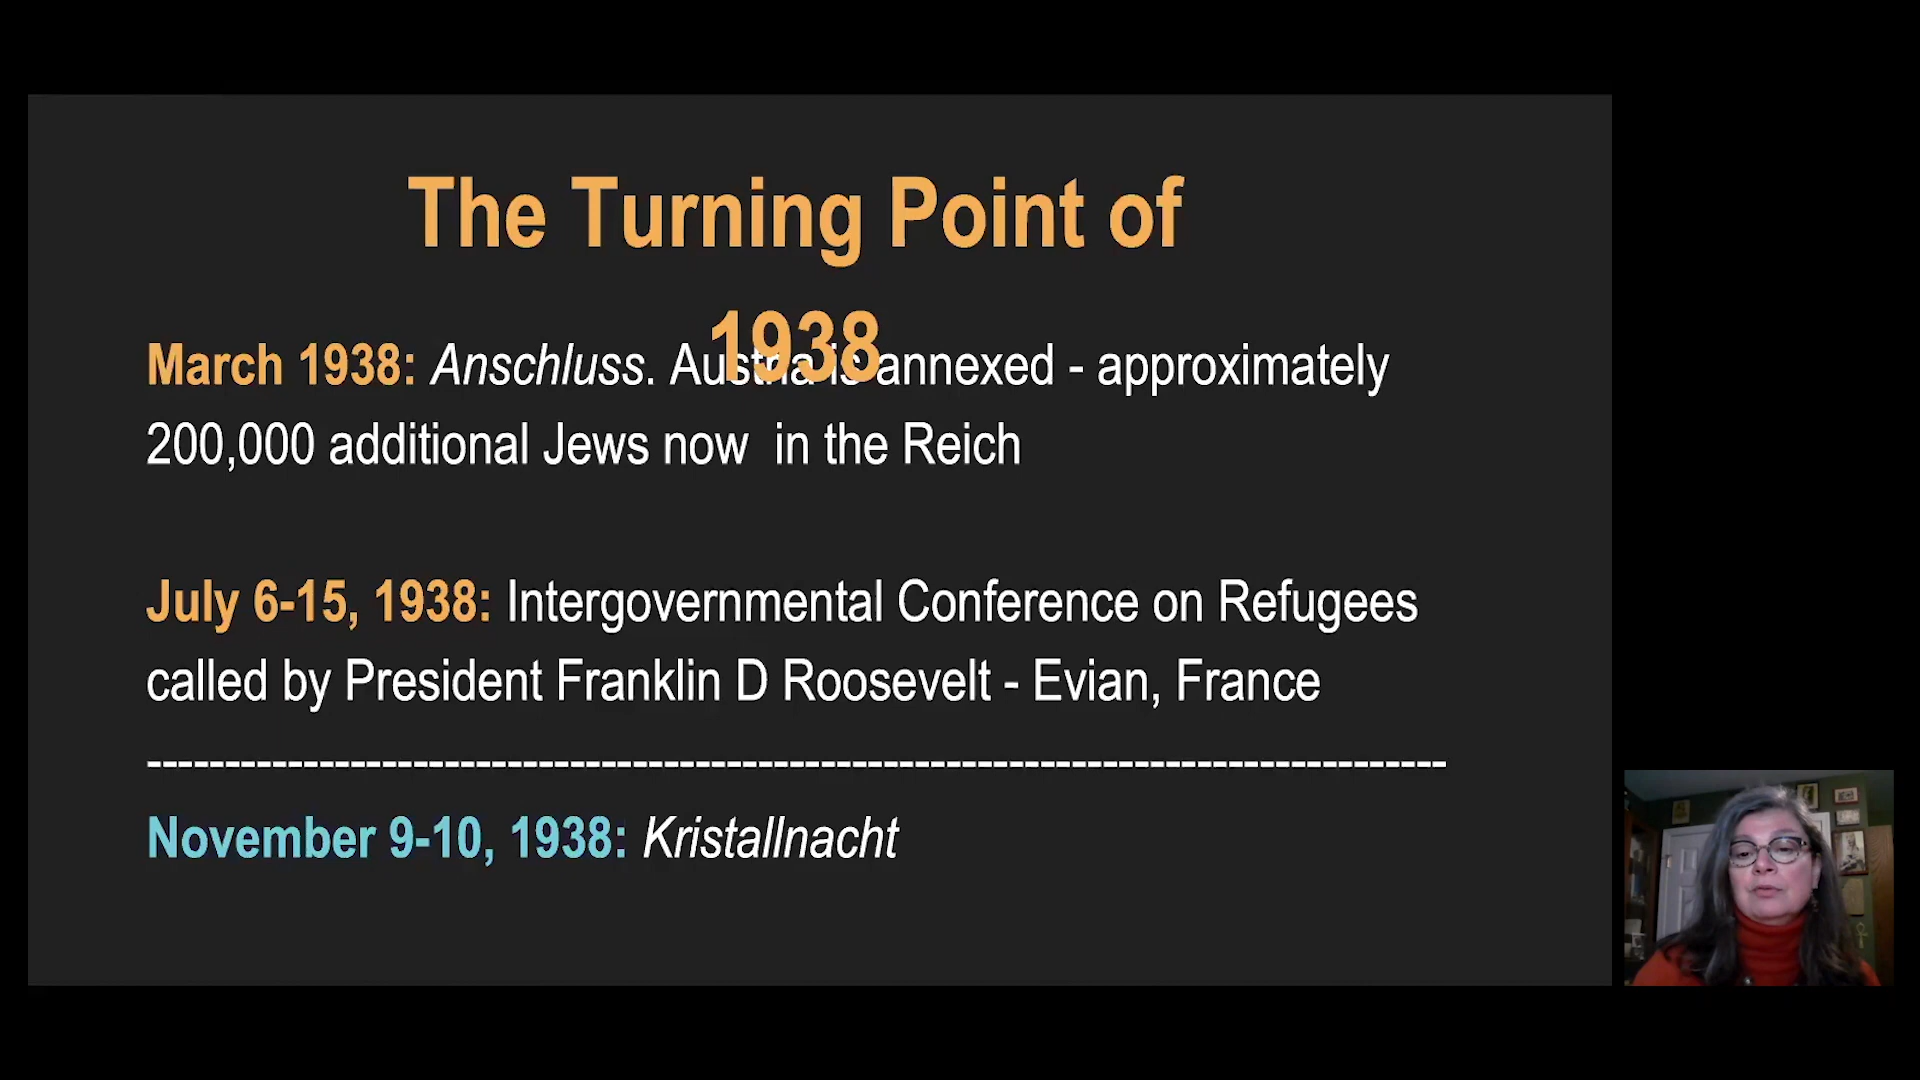 The Turning Point of
1938
March 1938: Anschluss. Austria is annexed - approximately
200,000 additional Jews now  in the Reich
July 6-15, 1938: Intergovernmental Conference on Refugees
called by President Franklin D Roosevelt - Evian, France
-----------------------------------------------------------------------------------
November 9-10, 1938: Kristallnacht